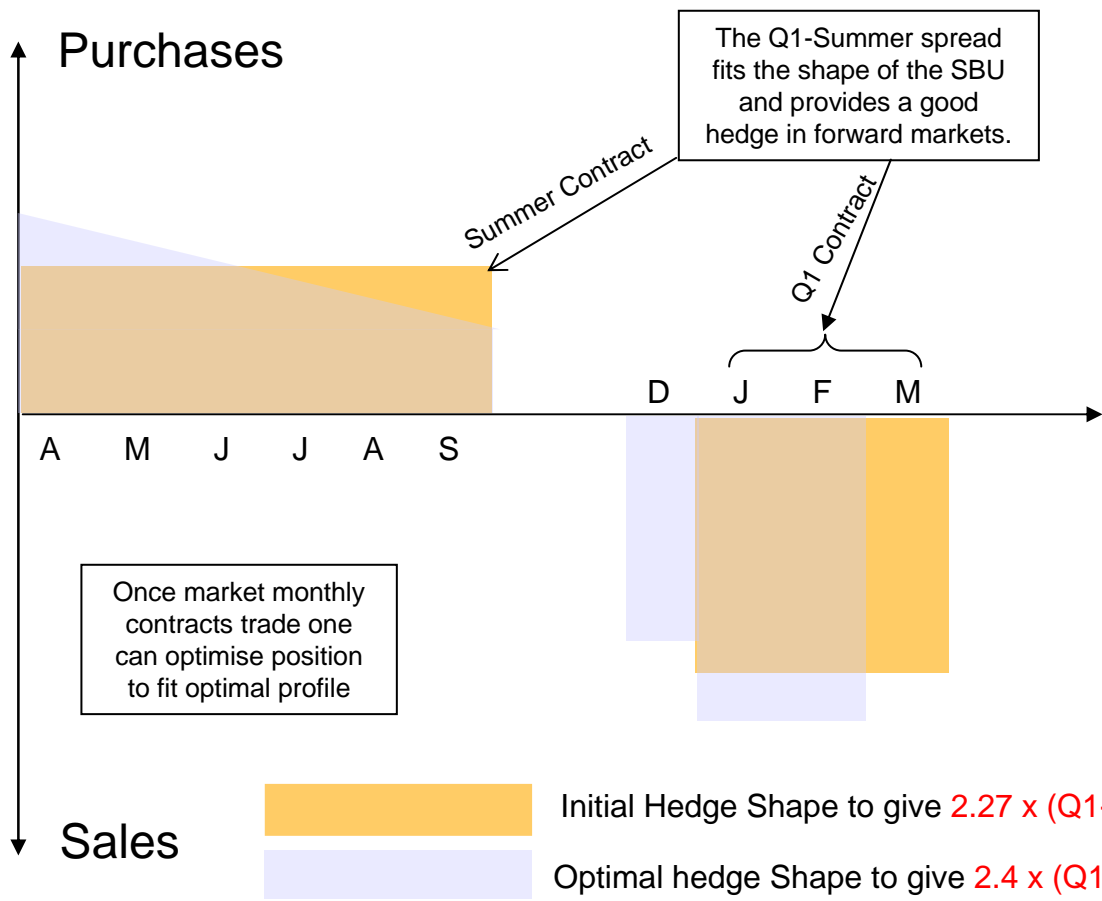 Purchases
The Q1-Summer spread
fits the shape of the SBU
and provides a good
hedge in forward markets.
Summer Contract
Q1 Contract
D J F M
A M J J A S
Once market monthly
contracts trade one
can optimise position
to fit optimal profile
Sales
Initial Hedge Shape to give 2.27 x (Q1-
Optimal hedge Shape to give 2.4 x (Q1